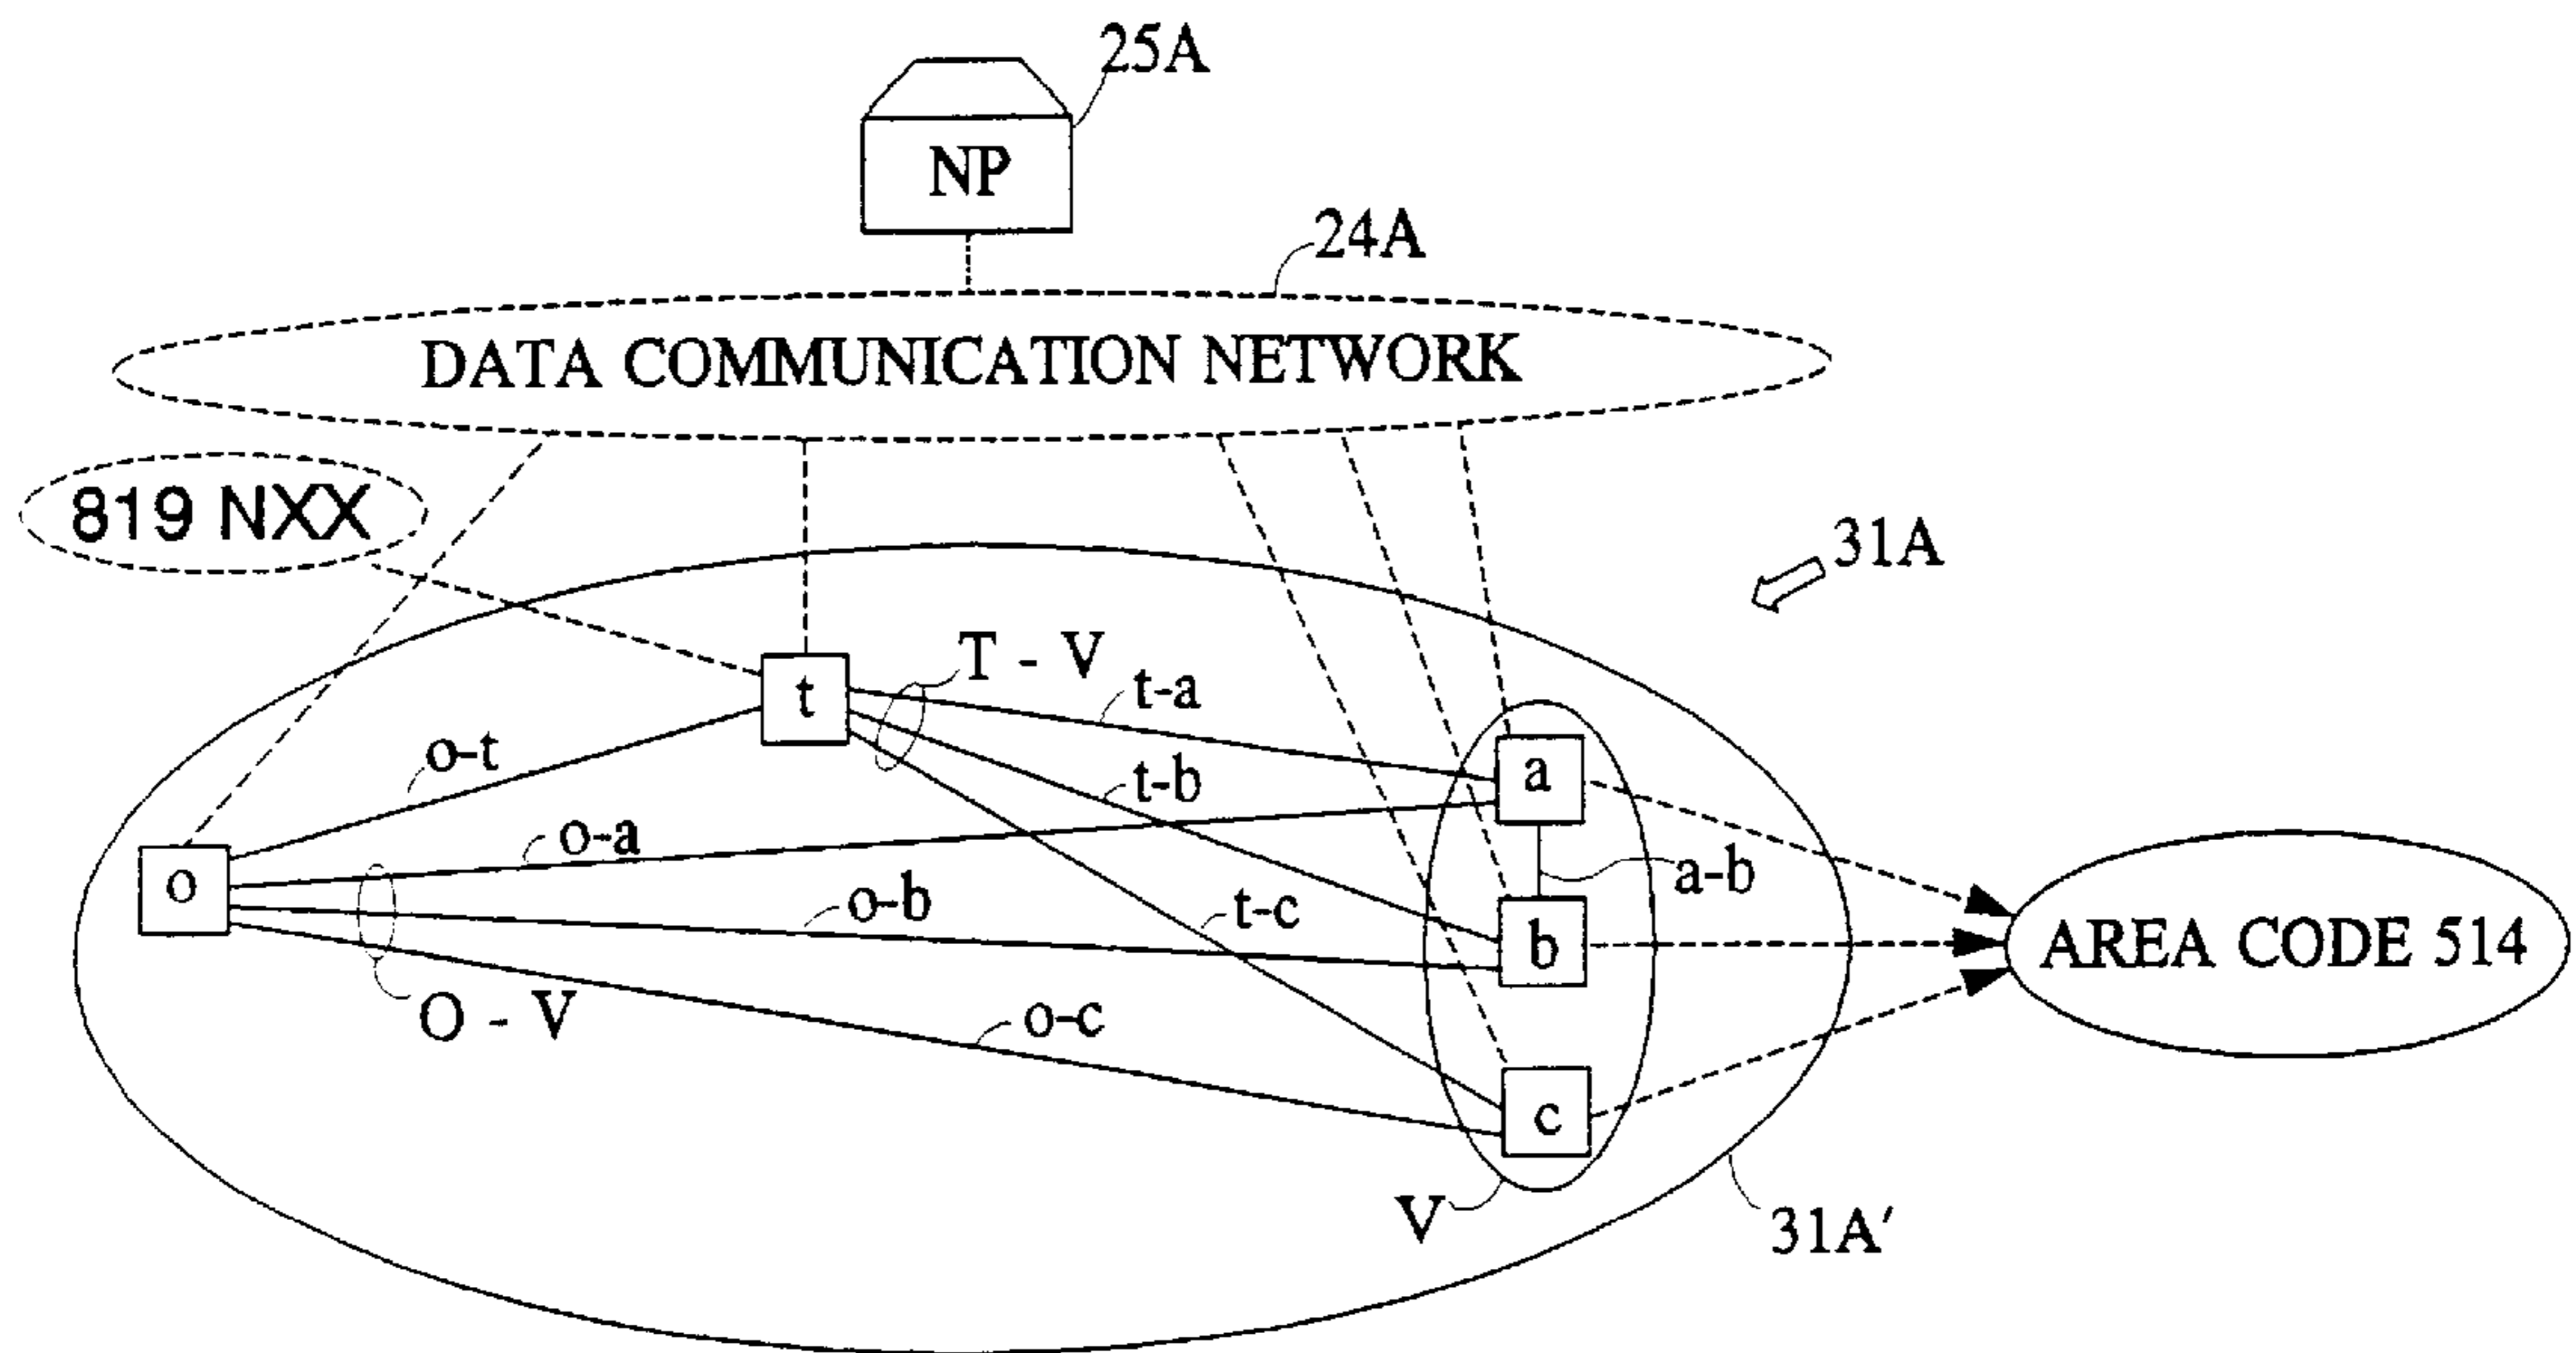 25A
NP
24A
DATA COMMUNICATION NETWORK
819 NXX
31A
T - V
t-a
t
o-t
t-b
a
o-a
a-b
o
o-b
t-c
b
AREA CODE 514
O - V
o-c
c
V
31A'